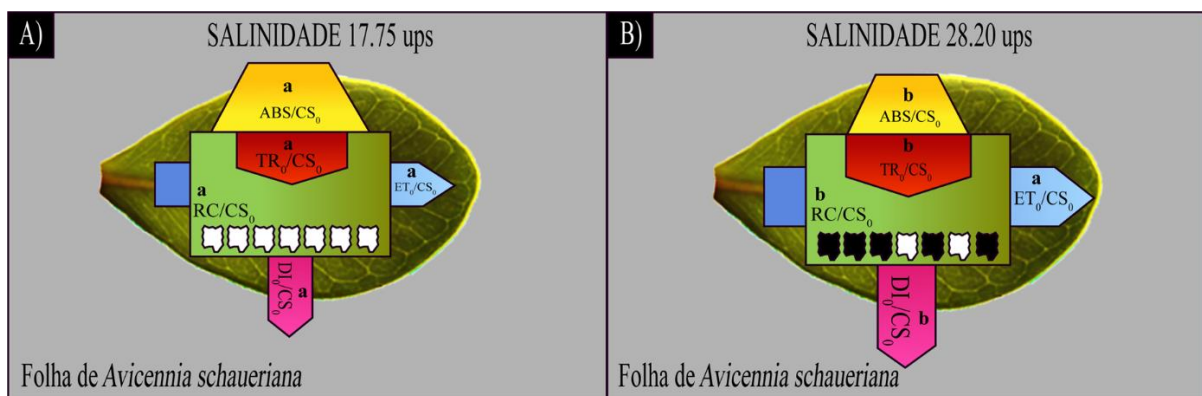 A)
SALINIDADE 17.75 ups
a
ABS/CS₀
a
TR₀/CS₀
a
ET₀/CS₀
a
RC/CS₀
DI₀/CS₀
a
Folha de Avicennia schaueriana
B)
SALINIDADE 28.20 ups
b
ABS/CS₀
b
TR₀/CS₀
a
ET₀/CS₀
b
RC/CS₀
DI₀/CS₀
b
Folha de Avicennia schaueriana